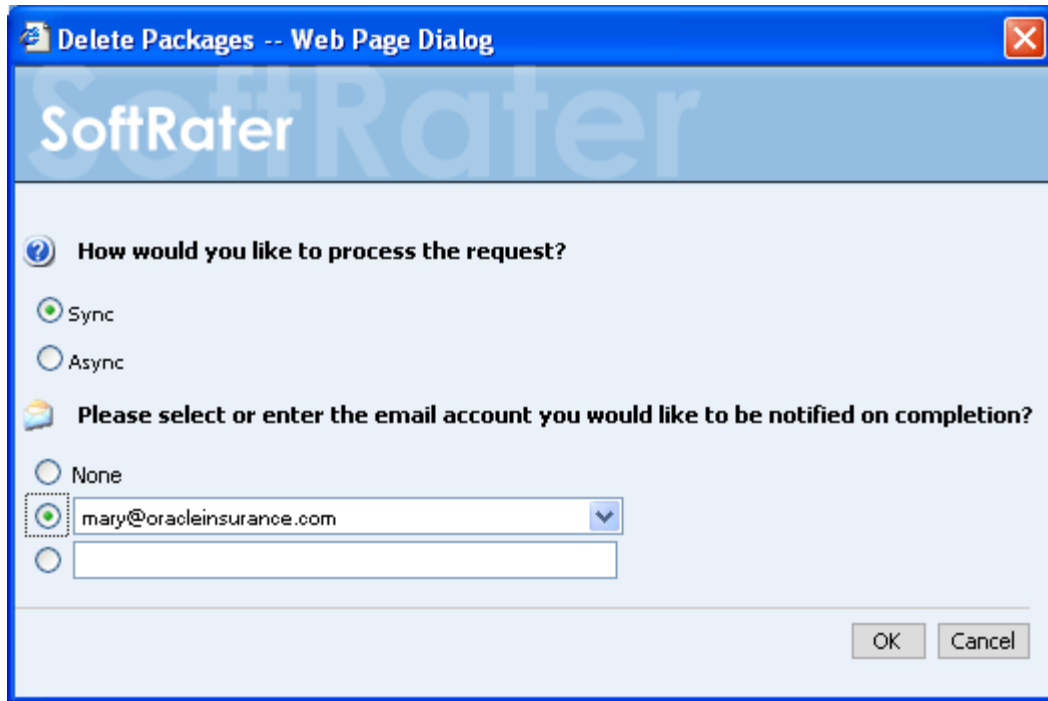 Delete Packages -- Web Page Dialog
SoftRater
SoftRater
How would you like to process the request?
Sync
Async
Please select or enter the email account you would like to be notified on completion?
None
mary@oracleinsurance.com
OK Cancel